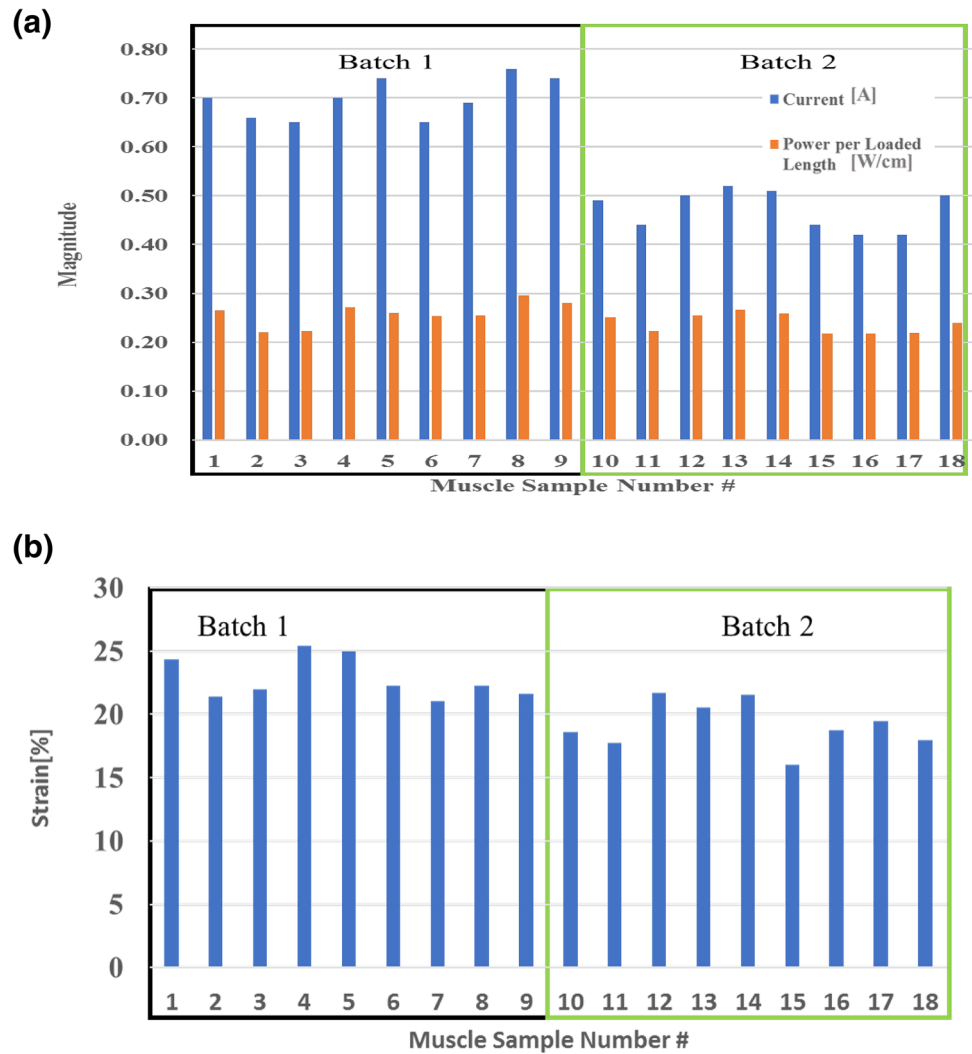 (a)
Batch 1
Batch 2
0.80
0.70
0.60
0.50
0.40
0.30
0.20
0.10
0.00
Magnitude
Current [A]
Power per Loaded
Length [W/cm]
1 2 3 4 5 6 7 8 9 10 11 12 13 14 15 16 17 18
Muscle Sample Number #
(b)
Batch 1
Batch 2
30
25
20
15
10
5
0
Strain[%]
1 2 3 4 5 6 7 8 9 10 11 12 13 14 15 16 17 18
Muscle Sample Number #